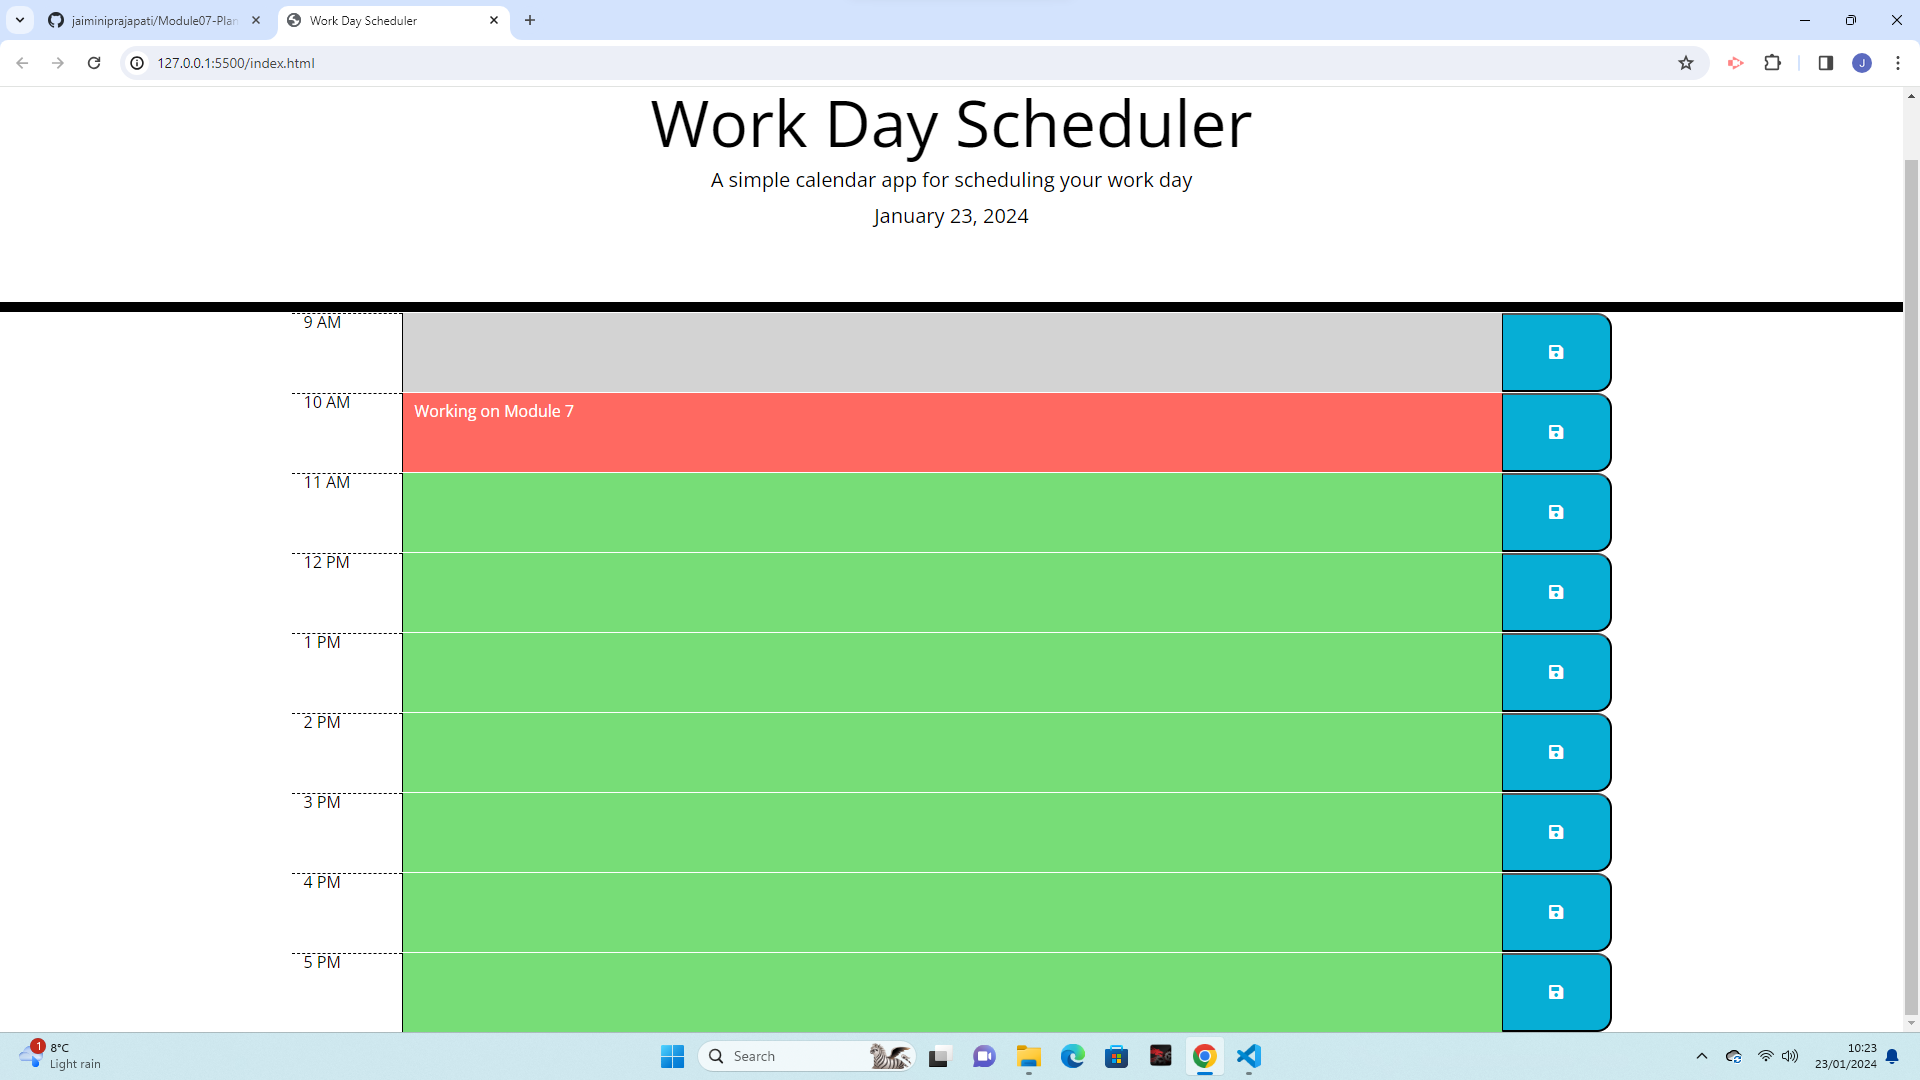 jaiminiprajapati/Module07-Plan
Work Day Scheduler
127.0.0.1:5500/index.html
J
Work Day Scheduler
A simple calendar app for scheduling your work day
January 23, 2024
9 AM
10 AM
Working on Module 7
11 AM
12 PM
1 PM
2 PM
3 PM
4 PM
5 PM
1
8°C
Light rain
Search
10:23
23/01/2024